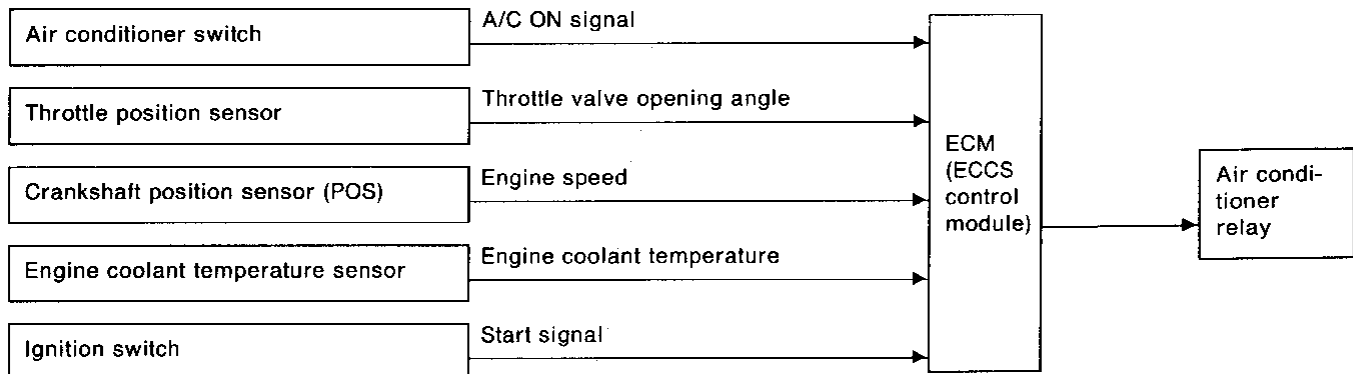 Air conditioner switch
A/C ON signal
Throttle position sensor
Throttle valve opening angle
Crankshaft position sensor (POS)
Engine speed
Engine coolant temperature sensor
Engine coolant temperature
Ignition switch
Start signal
ECM
(ECCS
control
module)
Air condi-
tioner
relay